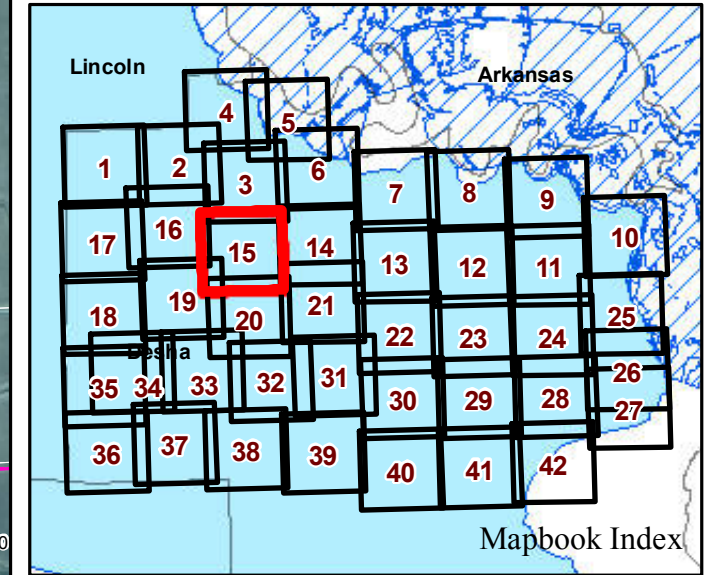 Lincoln
Arkansas
4
5
1 2 3 6
7 8 9
10
17 16 15 14
13 12 11
18 19 20 21
22 23 24 25
26
35 34 33 32 31
Desha
30 29 28 27
36 37 38 39
40 41 42
Mapbook Index
0